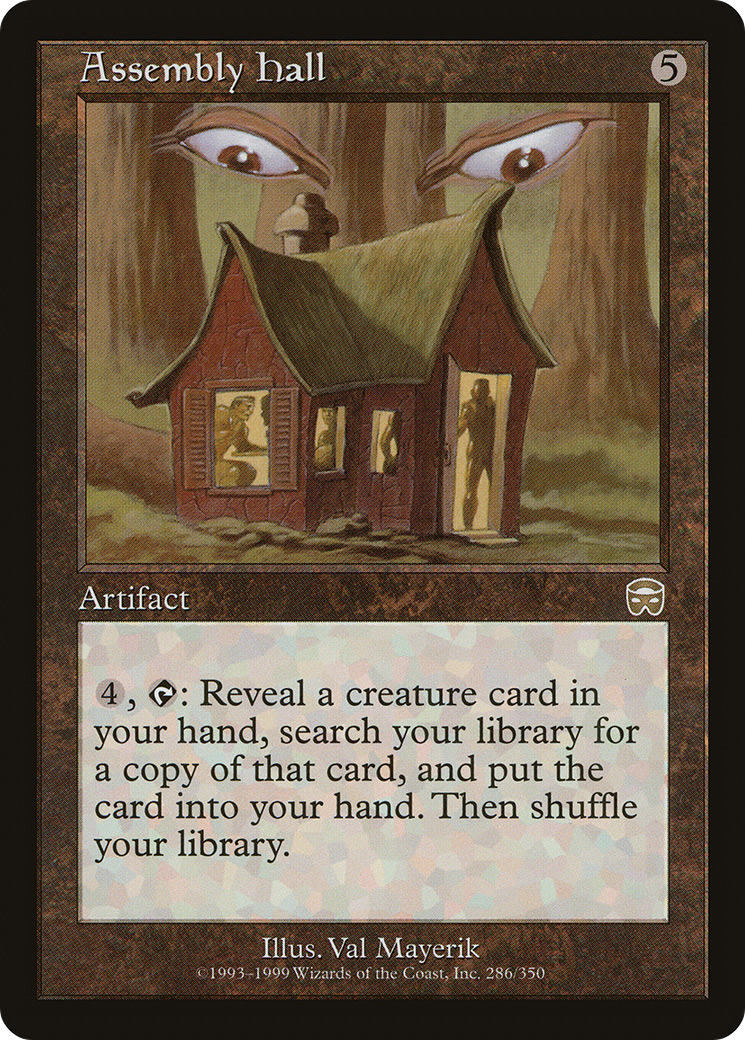 Assembly Hall
5
Artifact
4, : Reveal a creature card in
your hand, search your library for
a copy of that card, and put the
card into your hand. Then shuffle
your library.
Illus. Val Mayerik
©1993–1999 Wizards of the Coast, Inc. 286/350